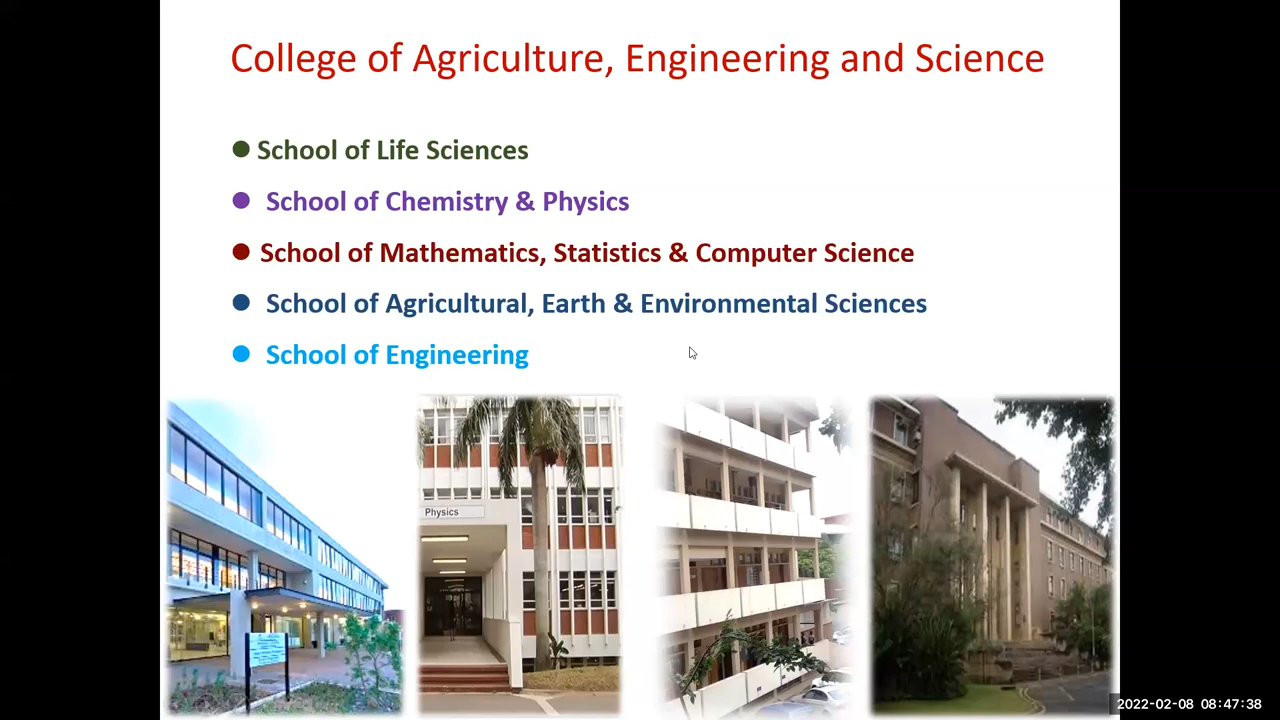 College of Agriculture, Engineering and Science
School of Life Sciences
School of Chemistry & Physics
School of Mathematics, Statistics & Computer Science
School of Agricultural, Earth & Environmental Sciences
School of Engineering
Physics
2022-02-08 08:47:38